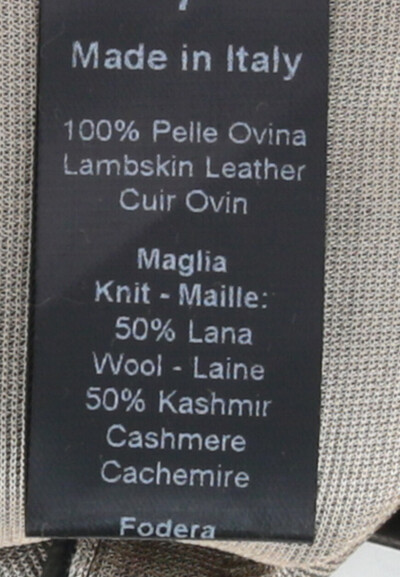 Made in Italy
100% Pelle Ovina
Lambskin Leather
Cuir Ovin
Maglia
Knit - Maille:
50% Lana
Wool - Laine
50% Kashmir
Cashmere
Cachemire
Fodera